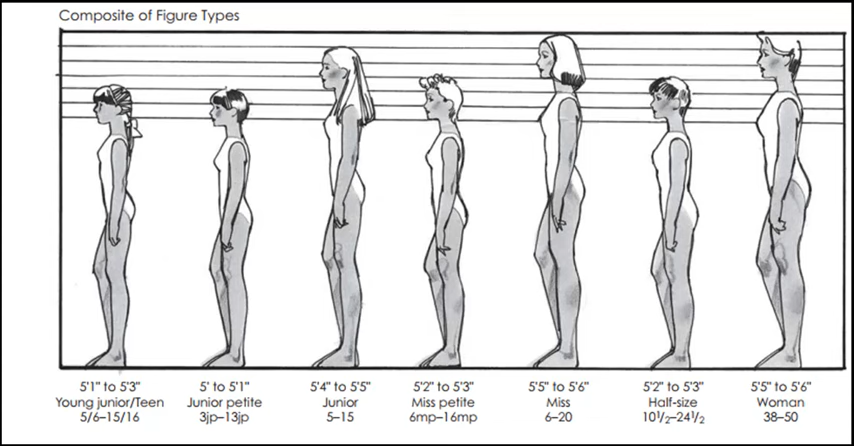 Composite of Figure Types
5'1" to 5'3"
Young junior/Teen
5/6–15/16
5' to 5'1"
Junior petite
3jp–13jp
5'4" to 5'5"
Junior
5–15
5'2" to 5'3"
Miss petite
6mp–16mp
5'5" to 5'6"
Miss
6–20
5'2" to 5'3"
Half-size
10½–24½
5'5" to 5'6"
Woman
38–50